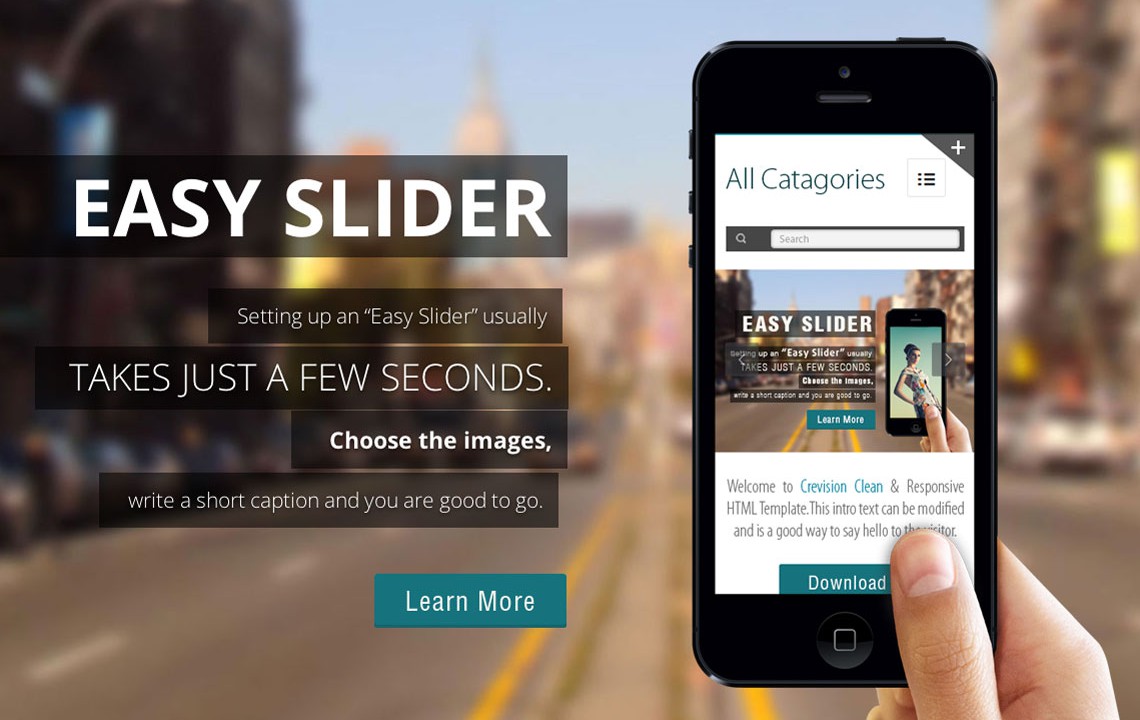 EASY SLIDER
Setting up an “Easy Slider” usually
TAKES JUST A FEW SECONDS.
Choose the images,
write a short caption and you are good to go.
Learn More
+
All Catagories
Search
EASY SLIDER
Setting up an “Easy Slider” usually
TAKES JUST A FEW SECONDS.
Choose the images,
write a short caption and you are good to go.
Learn More
Welcome to Crevision Clean & Responsive
HTML Template.This intro text can be modified
and is a good way to say hello to the visitor.
Download